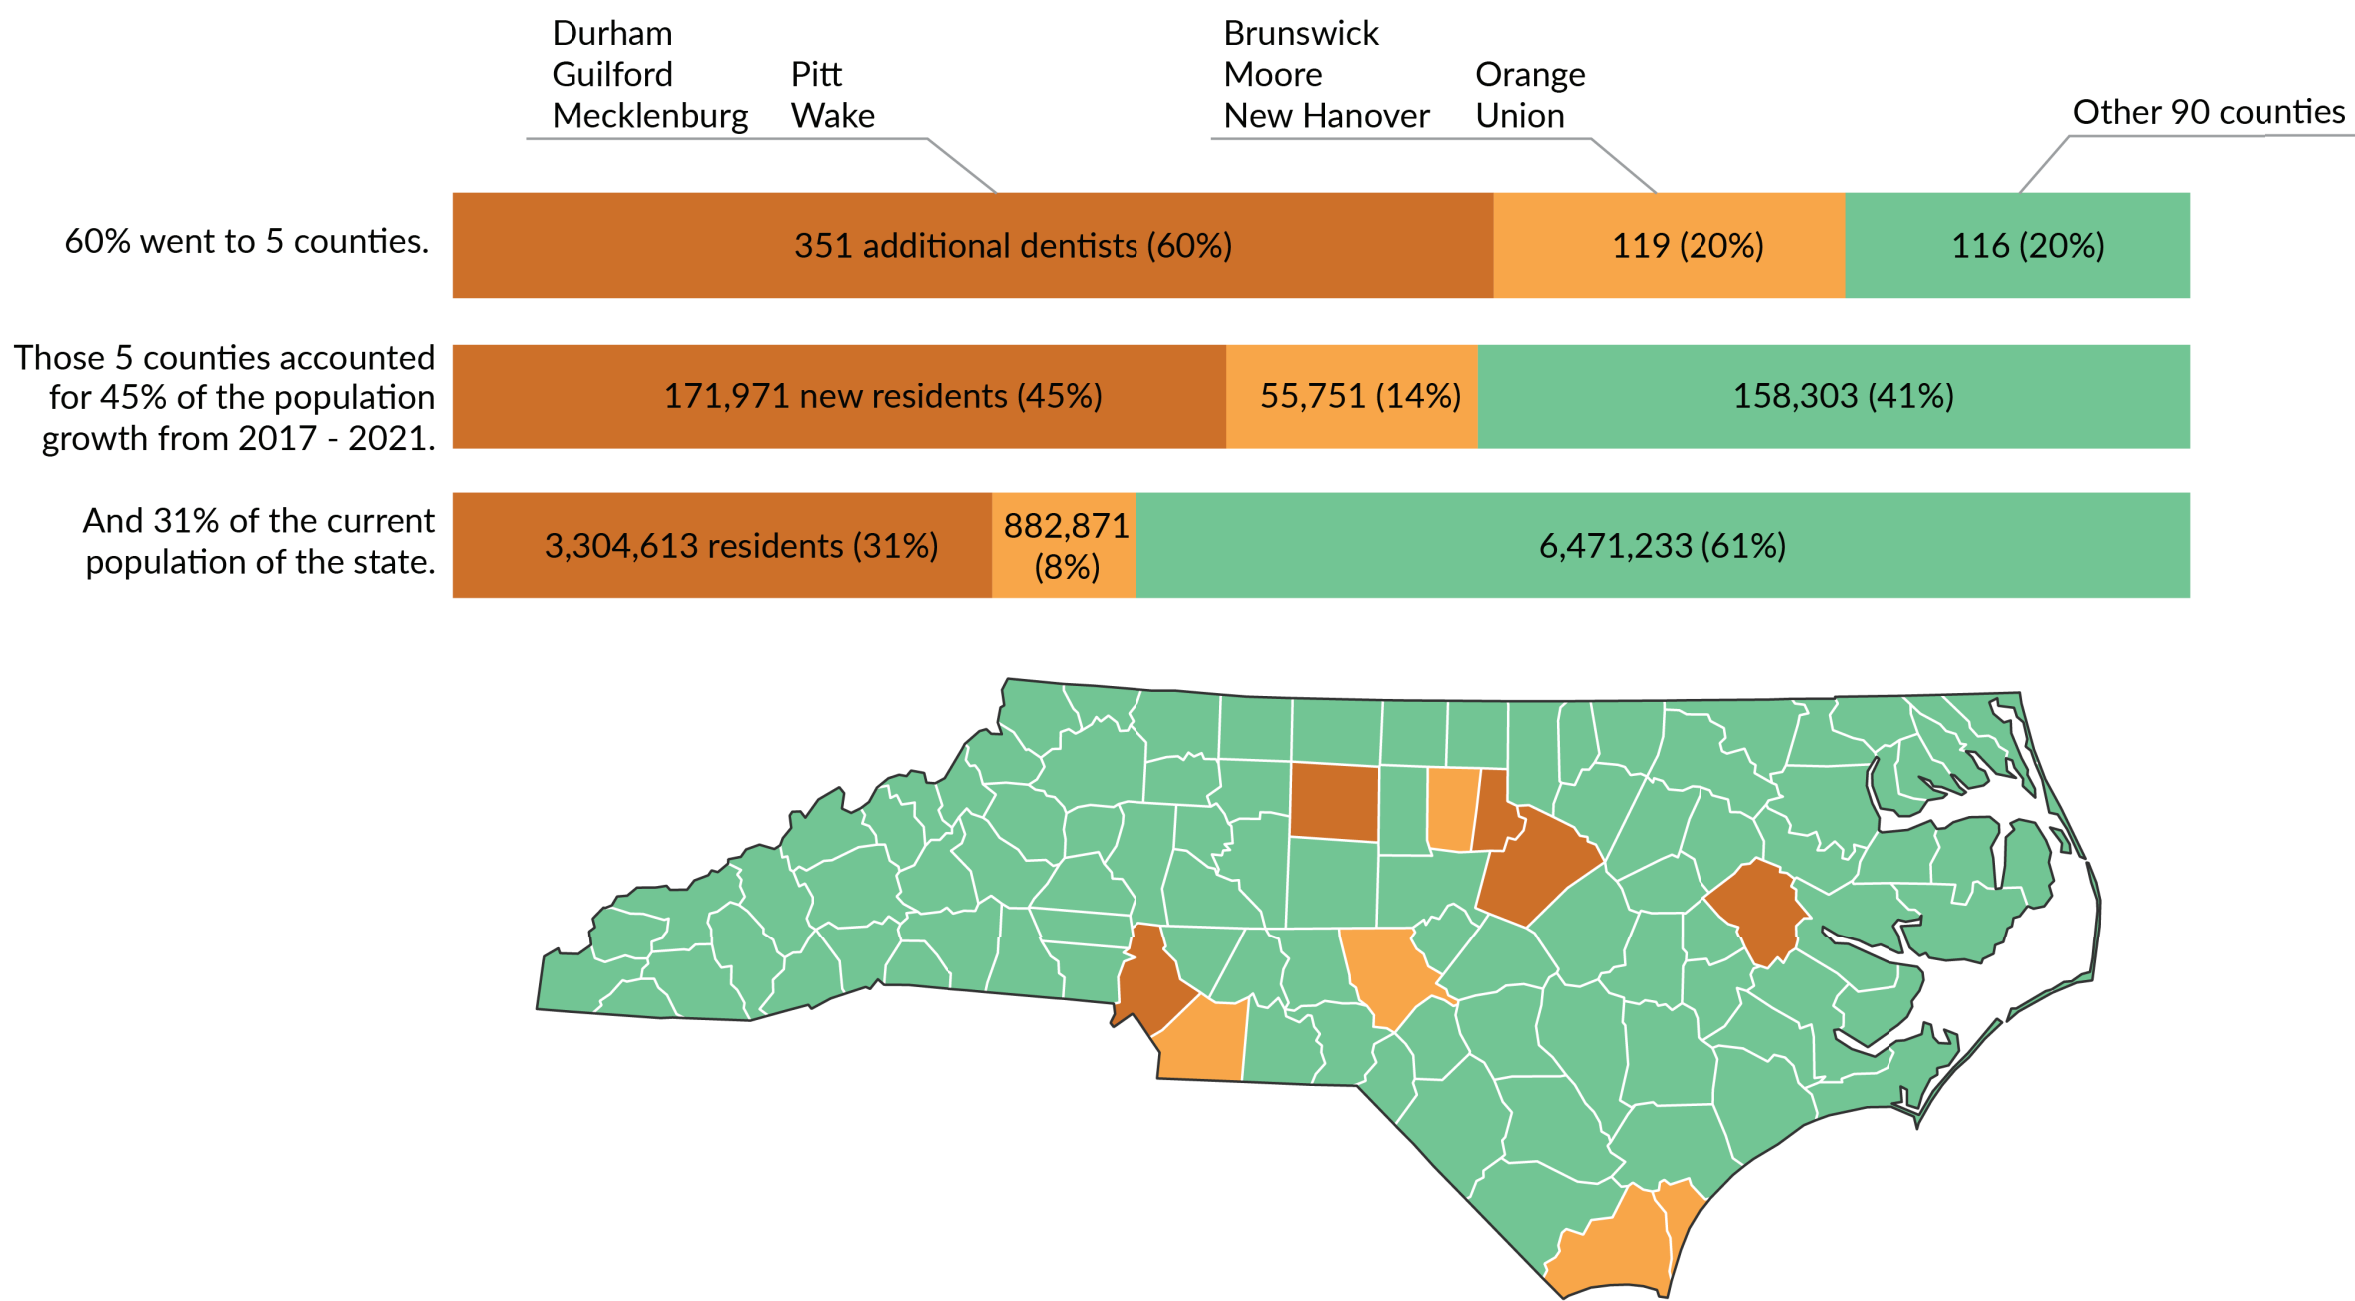 Durham
Guilford
Mecklenburg
Pitt
Wake
Brunswick
Moore
New Hanover
Orange
Union
Other 90 counties
60% went to 5 counties.
351 additional dentists (60%)
119 (20%)
116 (20%)
Those 5 counties accounted
for 45% of the population
growth from 2017 - 2021.
171,971 new residents (45%)
55,751 (14%)
158,303 (41%)
And 31% of the current
population of the state.
3,304,613 residents (31%)
882,871
(8%)
6,471,233 (61%)